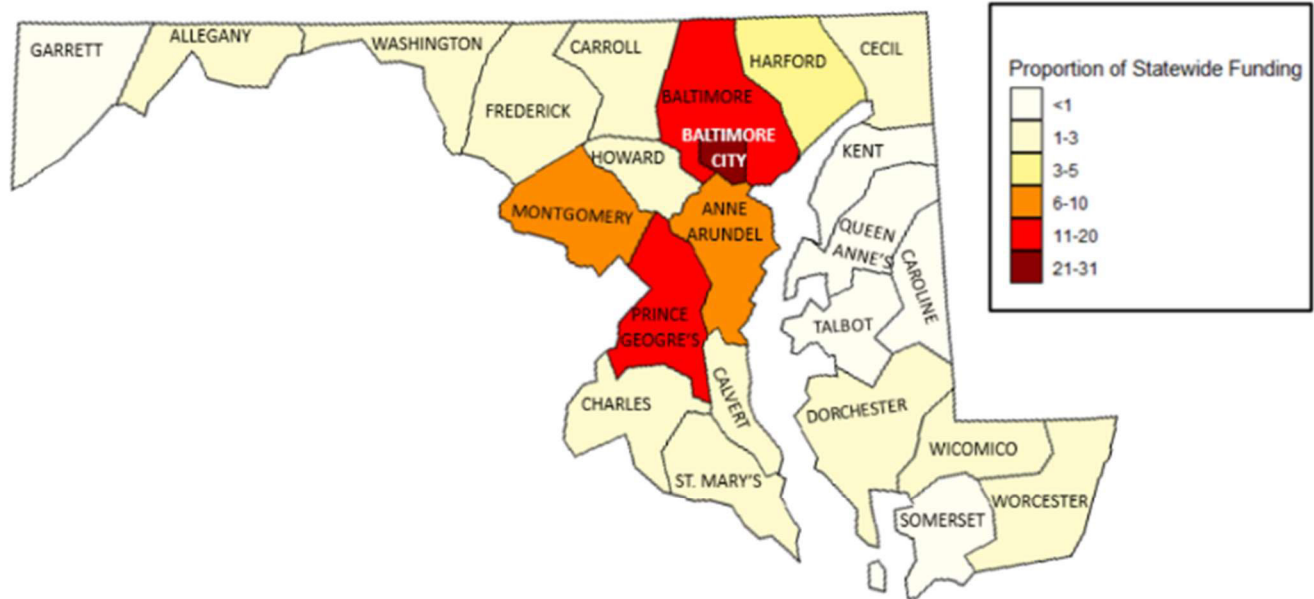 GARRETT
ALLEGANY
WASHINGTON
FREDERICK
CARROLL
BALTIMORE
HARFORD
CECIL
BALTIMORE
CITY
HOWARD
KENT
MONTGOMERY
ANNE
ARUNDEL
QUEEN
ANNE'S
CAROLINE
PRINCE
GEOGRE'S
TALBOT
CHARLES
CALVERT
DORCHESTER
ST. MARY'S
WICOMICO
WORCESTER
SOMERSET
Proportion of Statewide Funding
<1
1-3
3-5
6-10
11-20
21-31